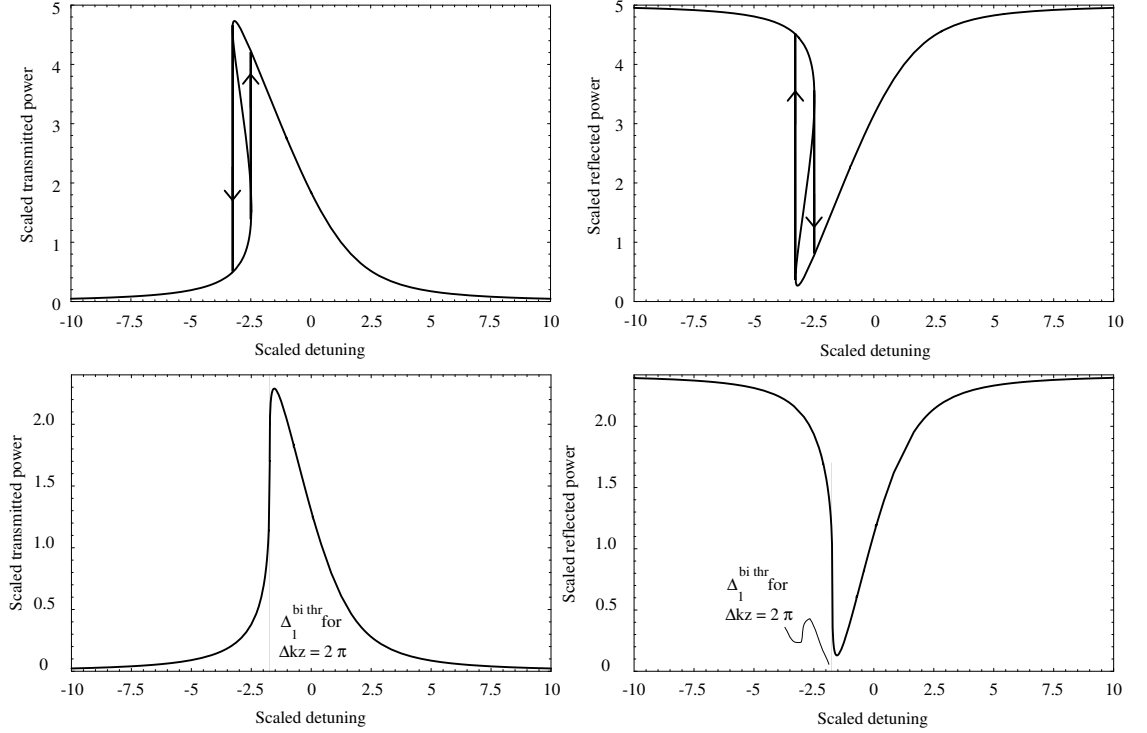 Scaled transmitted power
5
4
3
2
1
0
-10 -7.5 -5 -2.5 0 2.5 5 7.5 10
Scaled detuning
Scaled reflected power
5
4
3
2
1
0
-10 -7.5 -5 -2.5 0 2.5 5 7.5 10
Scaled detuning
Scaled transmitted power
2.0
1.5
1.0
0.5
0
Δ₁ bi thr for
Δkz = 2 π
-10 -7.5 -5 -2.5 0 2.5 5 7.5 10
Scaled detuning
Scaled reflected power
2.0
1.5
1.0
0.5
0
Δ₁ bi thr for
Δkz = 2 π
-10 -7.5 -5 -2.5 0 2.5 5 7.5 10
Scaled detuning